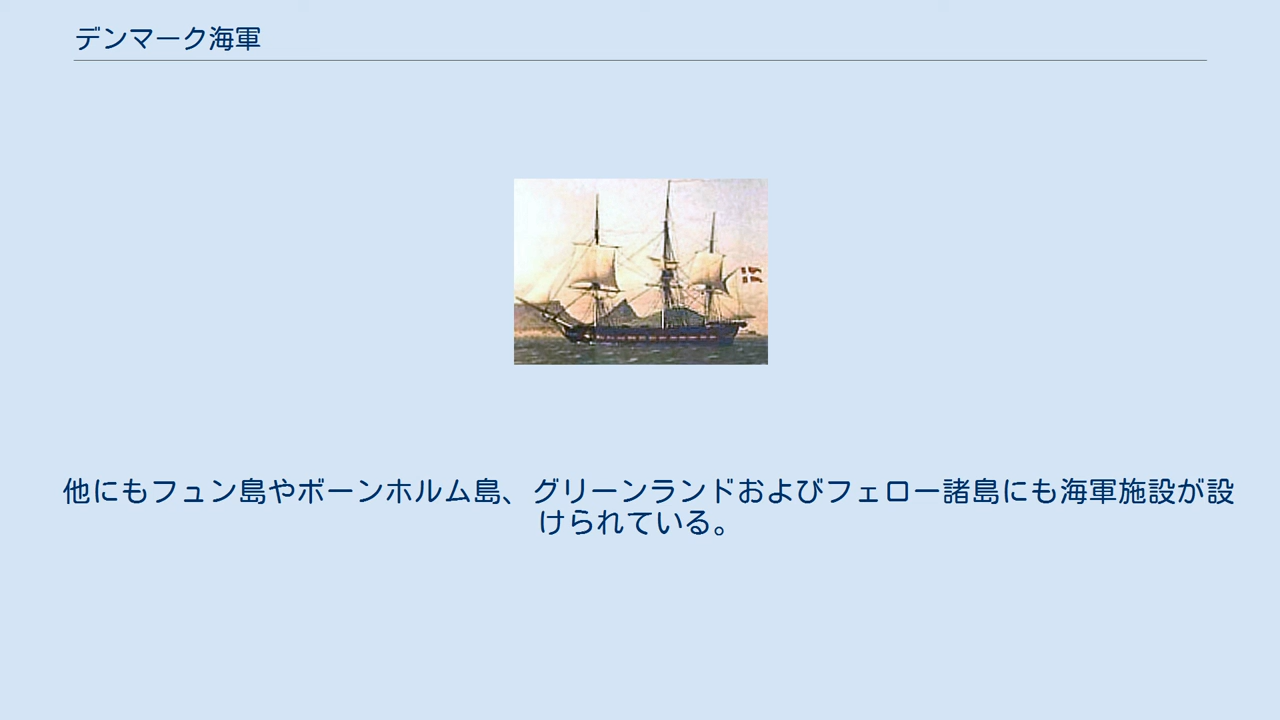 デンマーク海軍
他にもフュン島やボーンホルム島、グリーンランドおよびフェロー諸島にも海軍施設が設
けられている。